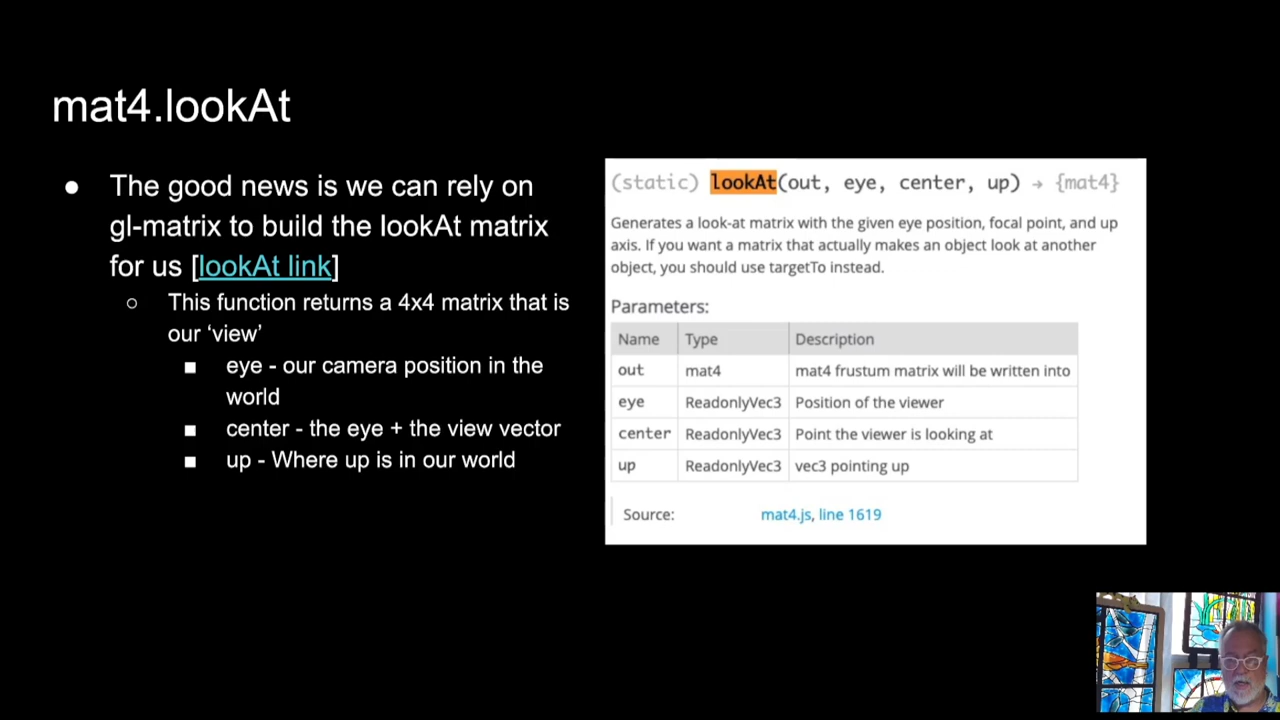 mat4.lookAt
● The good news is we can rely on
gl-matrix to build the lookAt matrix
for us [lookAt link]
○ This function returns a 4x4 matrix that is
our ‘view’
■ eye - our camera position in the
world
■ center - the eye + the view vector
■ up - Where up is in our world
(static) lookAt(out, eye, center, up) → {mat4}
Generates a look-at matrix with the given eye position, focal point, and up
axis. If you want a matrix that actually makes an object look at another
object, you should use targetTo instead.
Parameters:
Name Type Description
out mat4 mat4 frustum matrix will be written into
eye ReadonlyVec3 Position of the viewer
center ReadonlyVec3 Point the viewer is looking at
up ReadonlyVec3 vec3 pointing up
Source: mat4.js, line 1619